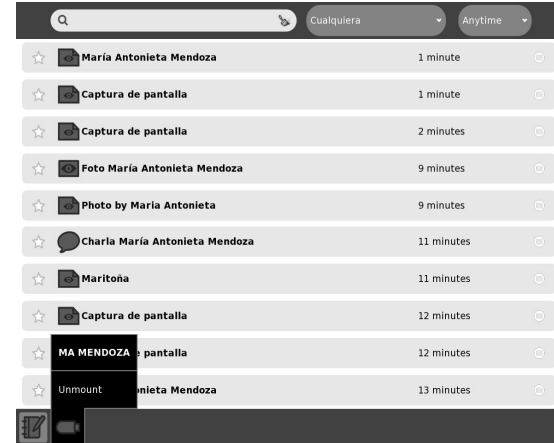 Cualquiera Anytime
María Antonieta Mendoza 1 minute
Captura de pantalla 1 minute
Captura de pantalla 2 minutes
Foto María Antonieta Mendoza 9 minutes
Photo by Maria Antonieta 9 minutes
Charla María Antonieta Mendoza 11 minutes
Maritoña 11 minutes
Captura de pantalla 12 minutes
MA MENDOZA pantalla 12 minutes
Unmount Mendoza 13 minutes